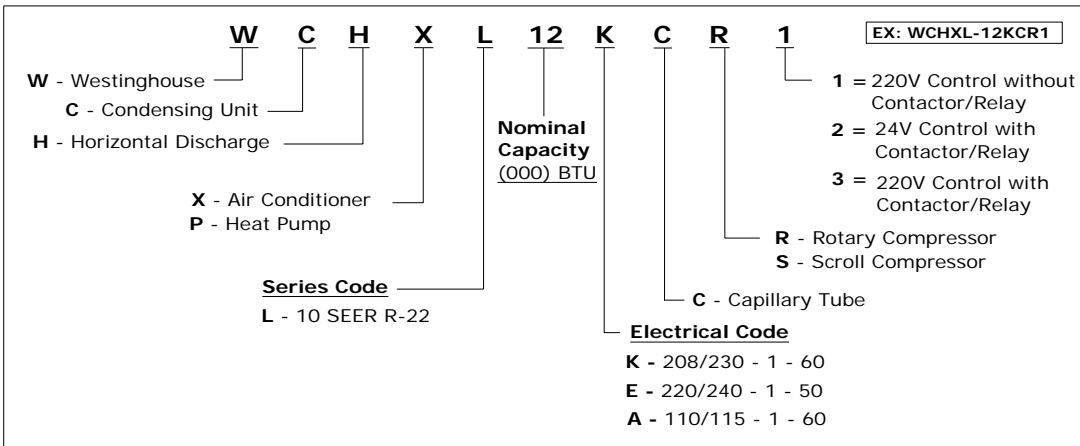 W C H X L 12 K C R 1
EX: WCHXL-12KCR1
W - Westinghouse
C - Condensing Unit
H - Horizontal Discharge
X - Air Conditioner
P - Heat Pump
Series Code
L - 10 SEER R-22
Nominal
Capacity
(000) BTU
1 = 220V Control without
Contactor/Relay
2 = 24V Control with
Contactor/Relay
3 = 220V Control with
Contactor/Relay
R - Rotary Compressor
S - Scroll Compressor
C - Capillary Tube
Electrical Code
K - 208/230 - 1 - 60
E - 220/240 - 1 - 50
A - 110/115 - 1 - 60